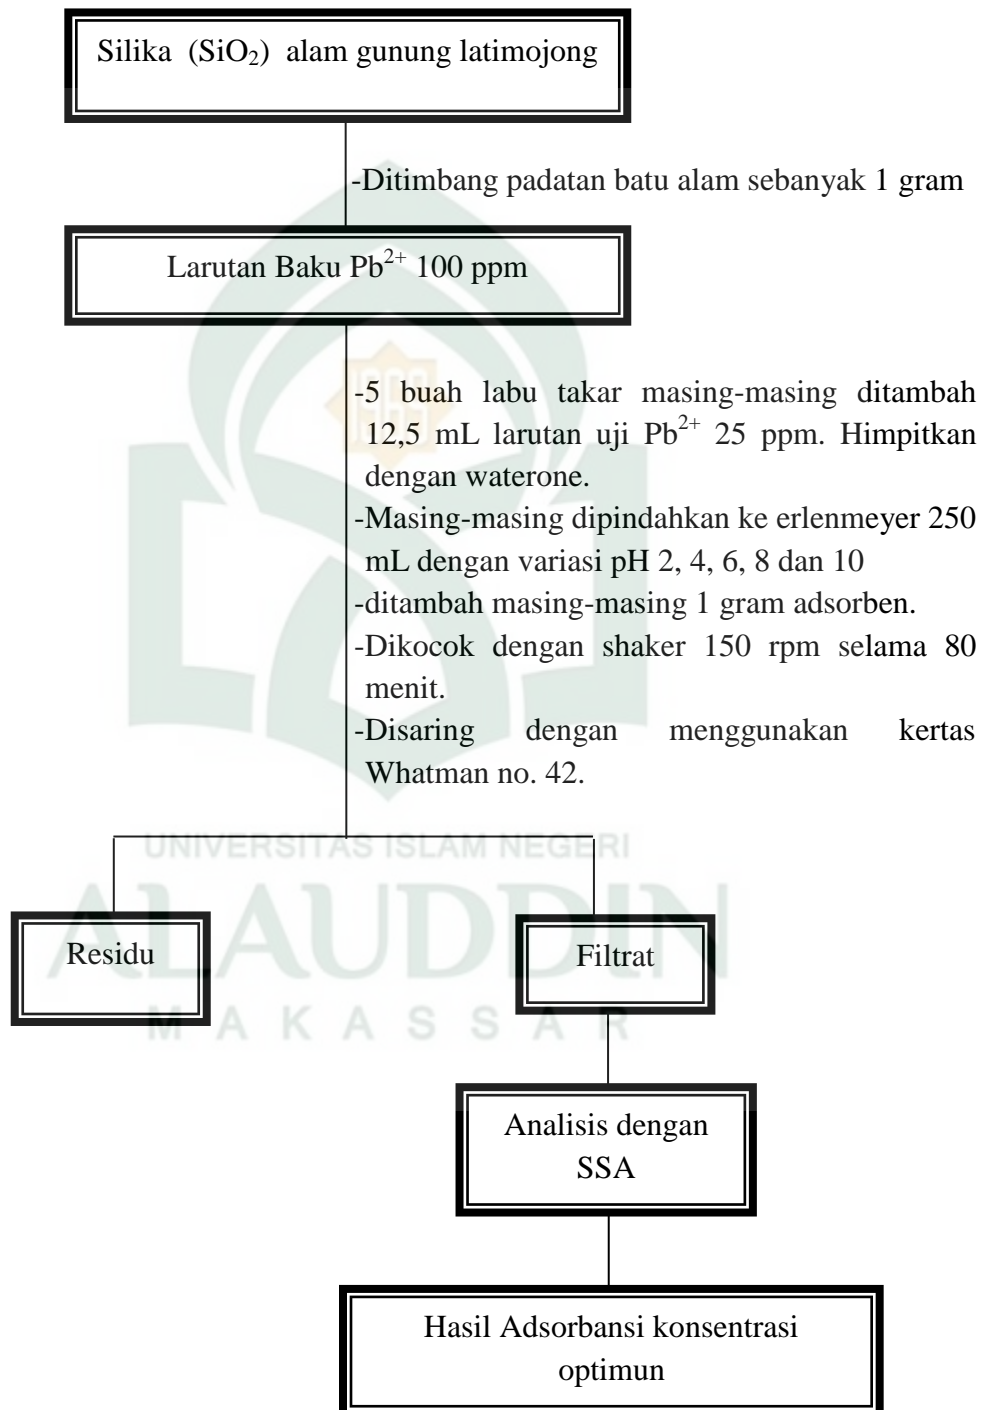 Silika (SiO₂) alam gunung latimojong
-Ditimbang padatan batu alam sebanyak 1 gram
Larutan Baku Pb²⁺ 100 ppm
1969
-5 buah labu takar masing-masing ditambah
12,5 mL larutan uji Pb²⁺ 25 ppm. Himpitkan
dengan waterone.
-Masing-masing dipindahkan ke erlenmeyer 250
mL dengan variasi pH 2, 4, 6, 8 dan 10
-ditambah masing-masing 1 gram adsorben.
-Dikocok dengan shaker 150 rpm selama 80
menit.
-Disaring dengan menggunakan kertas
Whatman no. 42.
UNIVERSITAS ISLAM NEGERI
ALAUDDIN
MAKASSAR
Residu
Filtrat
Analisis dengan
SSA
Hasil Adsorbansi konsentrasi
optimun